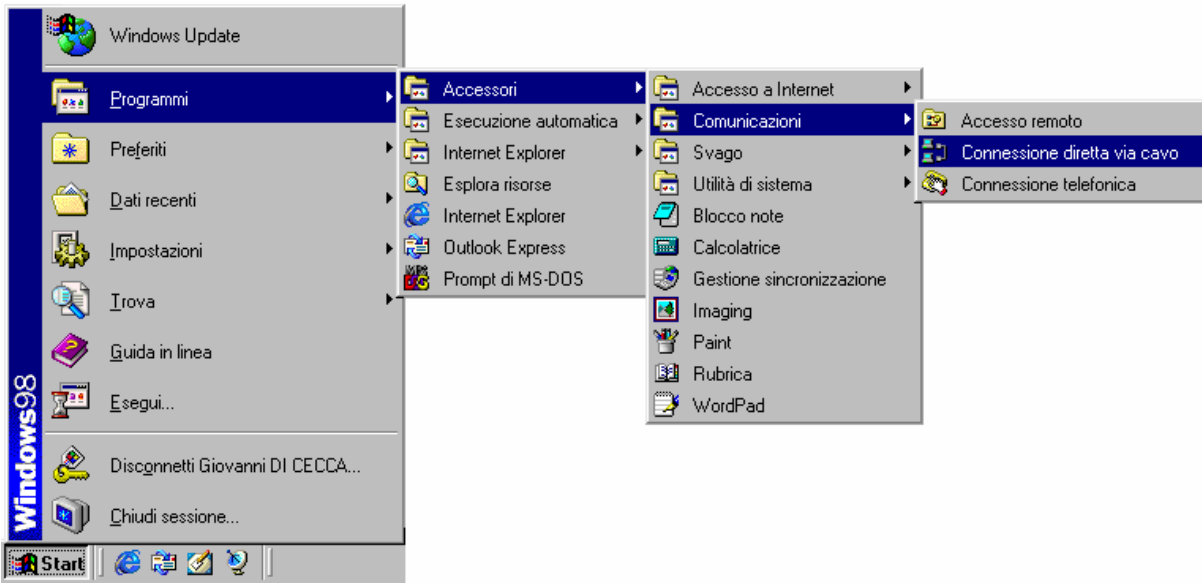 Windows Update
Programmi
Preferiti
Dati recenti
Impostazioni
Trova
Guida in linea
Esegui...
Disconnetti Giovanni DI CECCA...
Chiudi sessione...
Windows98
Start
Accessori
Esecuzione automatica
Internet Explorer
Esplora risorse
Internet Explorer
Outlook Express
Prompt di MS-DOS
Accesso a Internet
Comunicazioni
Svago
Utilità di sistema
Blocco note
Calcolatrice
Gestione sincronizzazione
Imaging
Paint
Rubrica
WordPad
Accesso remoto
Connessione diretta via cavo
Connessione telefonica